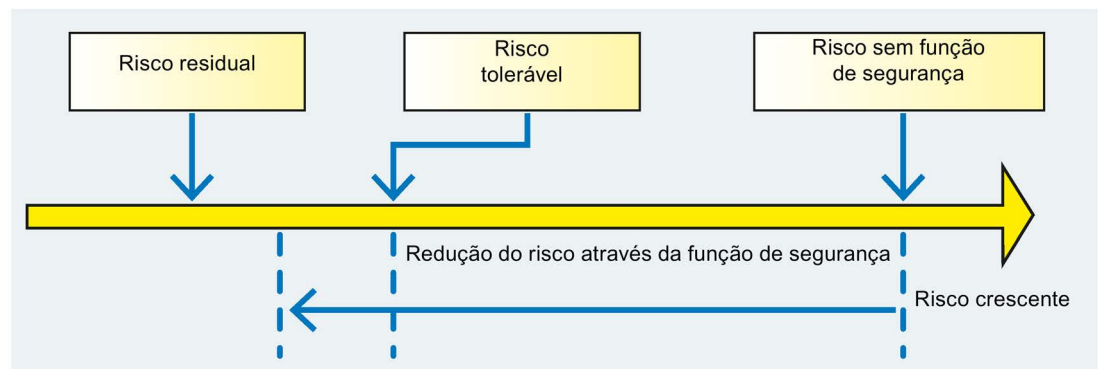 Risco residual
Risco
tolerável
Risco sem função
de segurança
Redução do risco através da função de segurança
Risco crescente